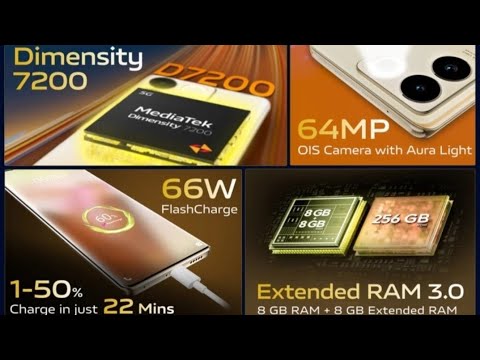 Dimensity
7200
D7200
5G
MediaTek
Dimensity 7200
64MP
OIS Camera with Aura Light
66W
FlashCharge
60%
1-50%
Charge in just 22 Mins
8 GB
8 GB
256 GB
Extended RAM 3.0
8 GB RAM + 8 GB Extended RAM